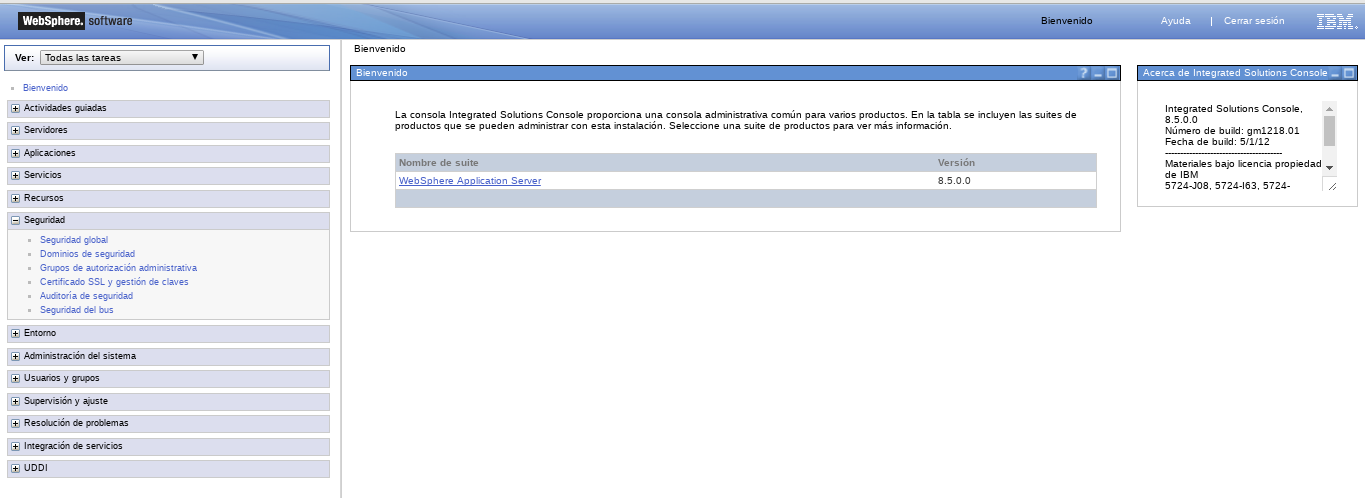 WebSphere. software
Bienvenido Ayuda | Cerrar sesión IBM.
Ver: Todas las tareas
Bienvenido
Actividades guiadas
Servidores
Aplicaciones
Servicios
Recursos
Seguridad
Seguridad global
Dominios de seguridad
Grupos de autorización administrativa
Certificado SSL y gestión de claves
Auditoría de seguridad
Seguridad del bus
Entorno
Administración del sistema
Usuarios y grupos
Supervisión y ajuste
Resolución de problemas
Integración de servicios
UDDI
Bienvenido
Bienvenido ?
La consola Integrated Solutions Console proporciona una consola administrativa común para varios productos. En la tabla se incluyen las suites de
productos que se pueden administrar con esta instalación. Seleccione una suite de productos para ver más información.
Nombre de suite Versión
WebSphere Application Server 8.5.0.0
Acerca de Integrated Solutions Console
Integrated Solutions Console,
8.5.0.0
Número de build: gm1218.01
Fecha de build: 5/1/12
---------------------------------------
Materiales bajo licencia propiedad
de IBM
5724-J08, 5724-I63, 5724-